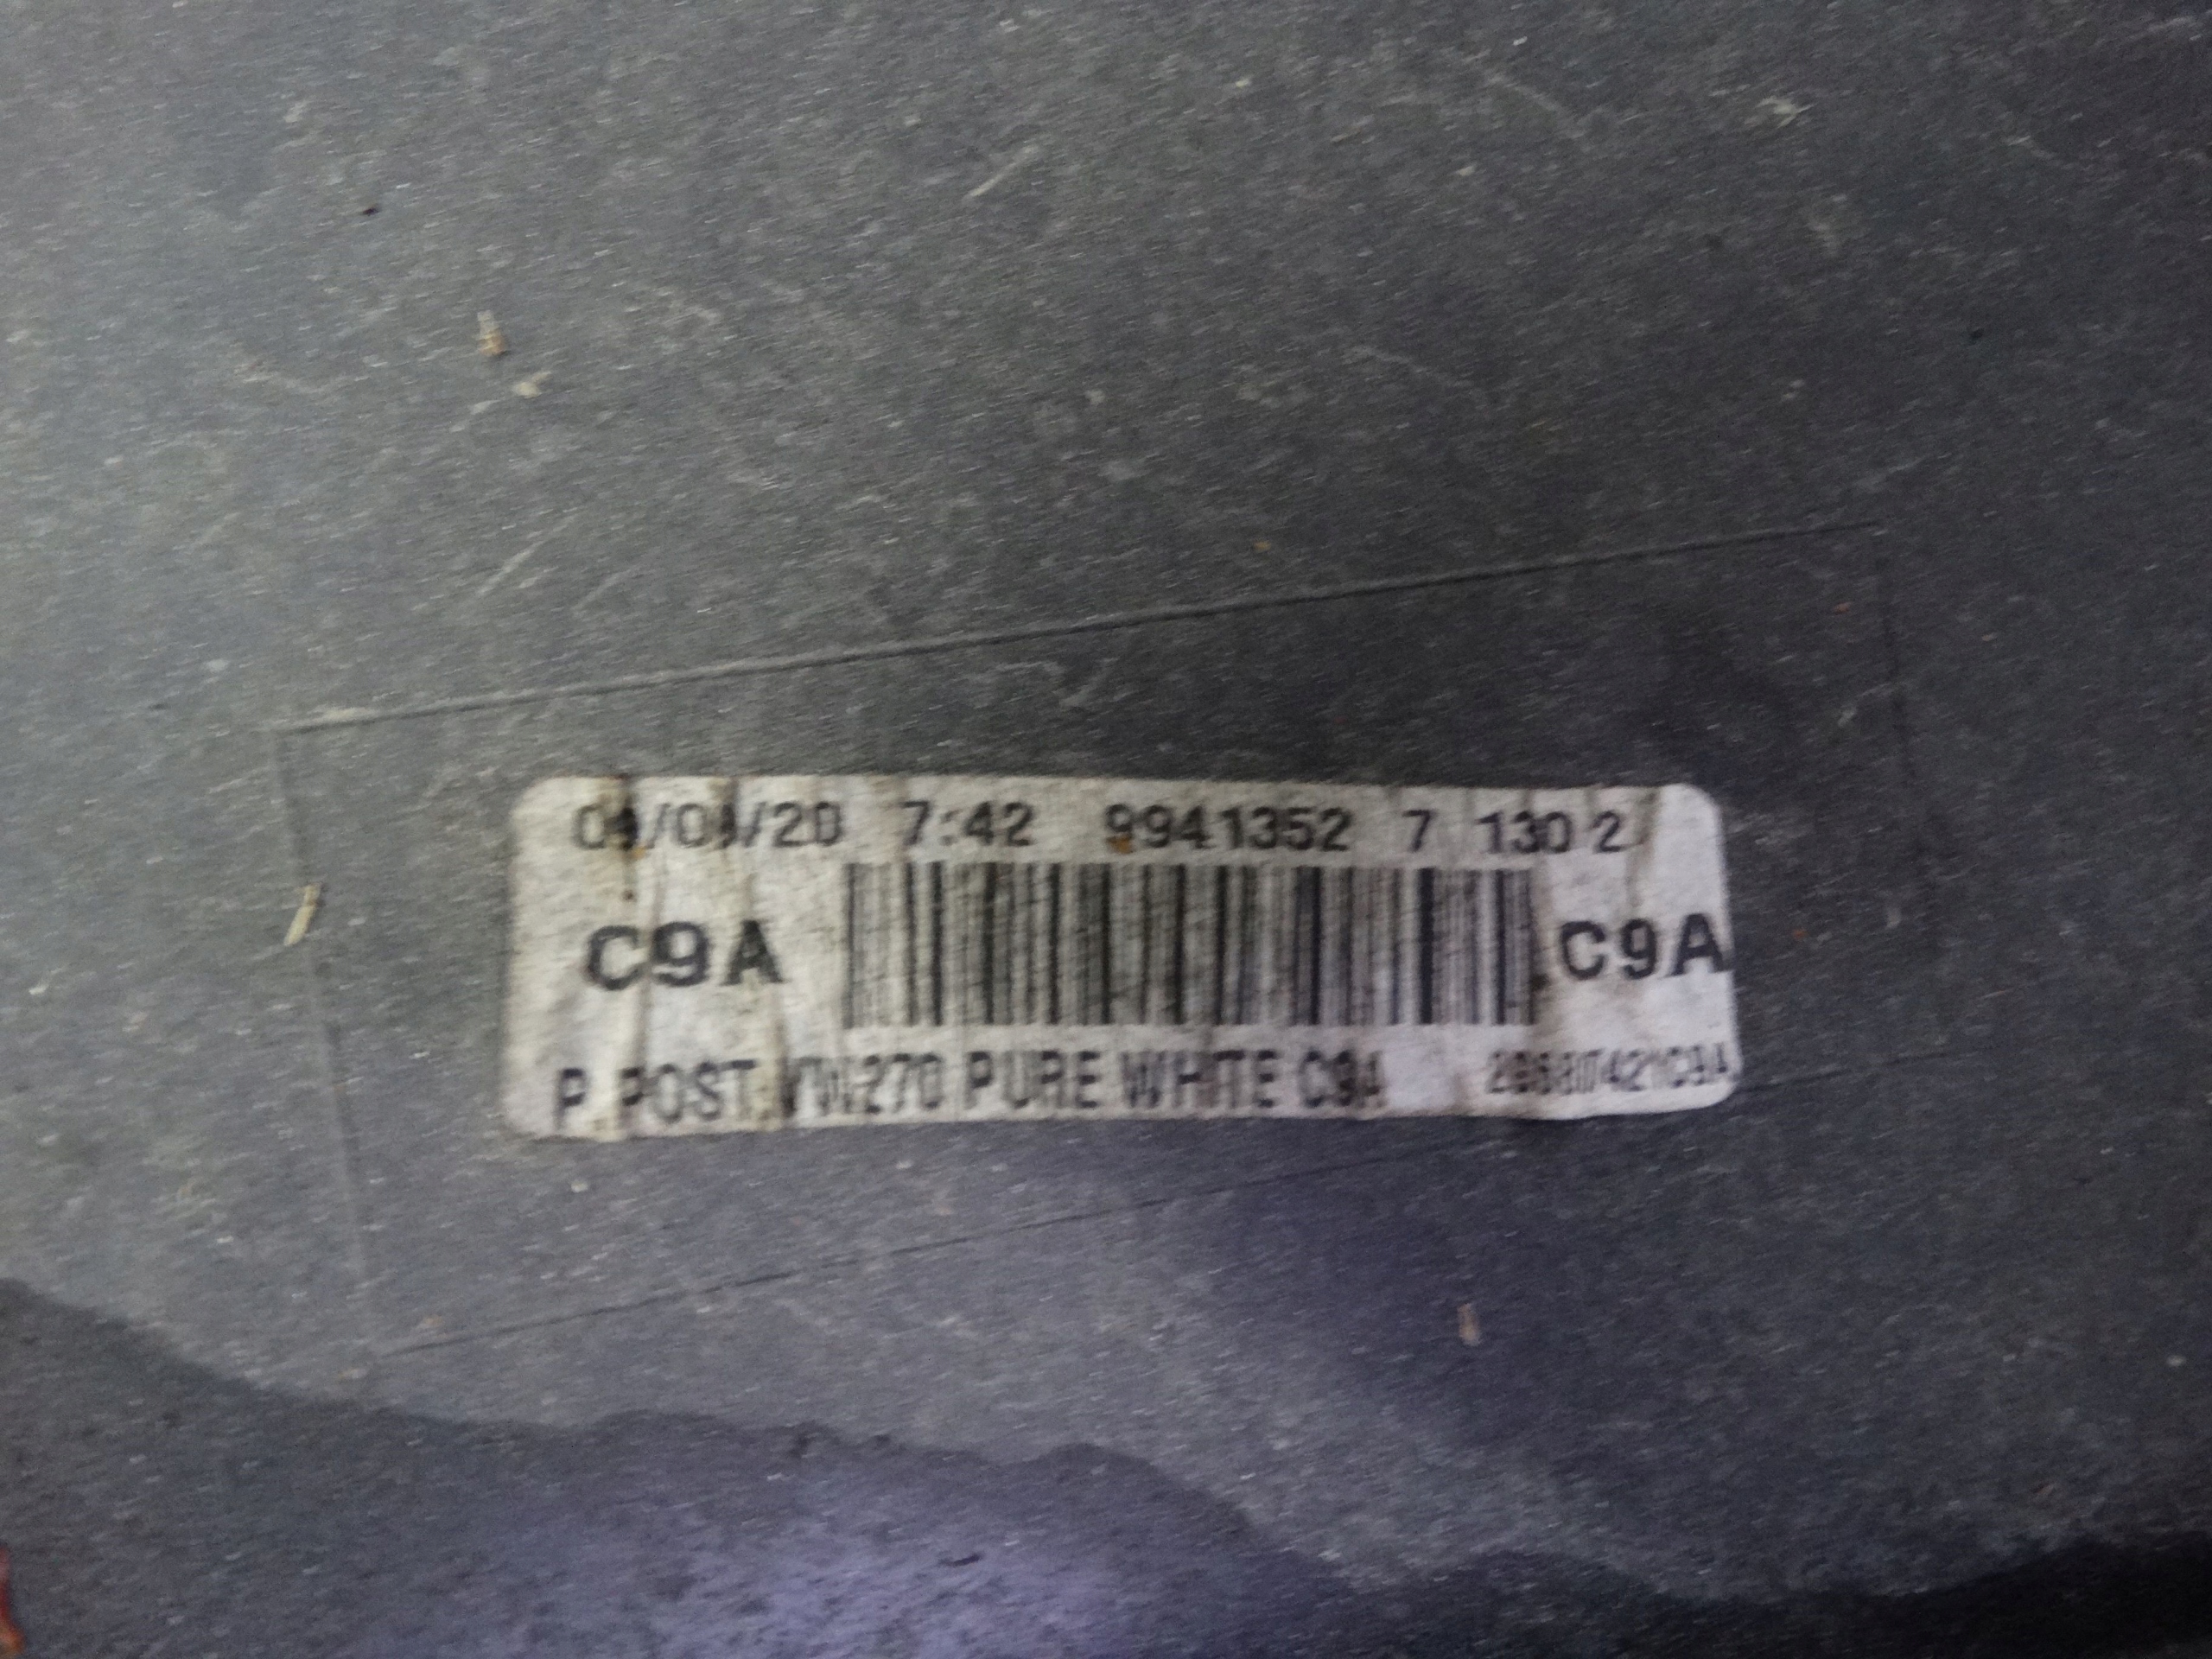 7:42 9941352 7 130 2
C9A C9A
P.POST. VW270 PURE WHITE C9A